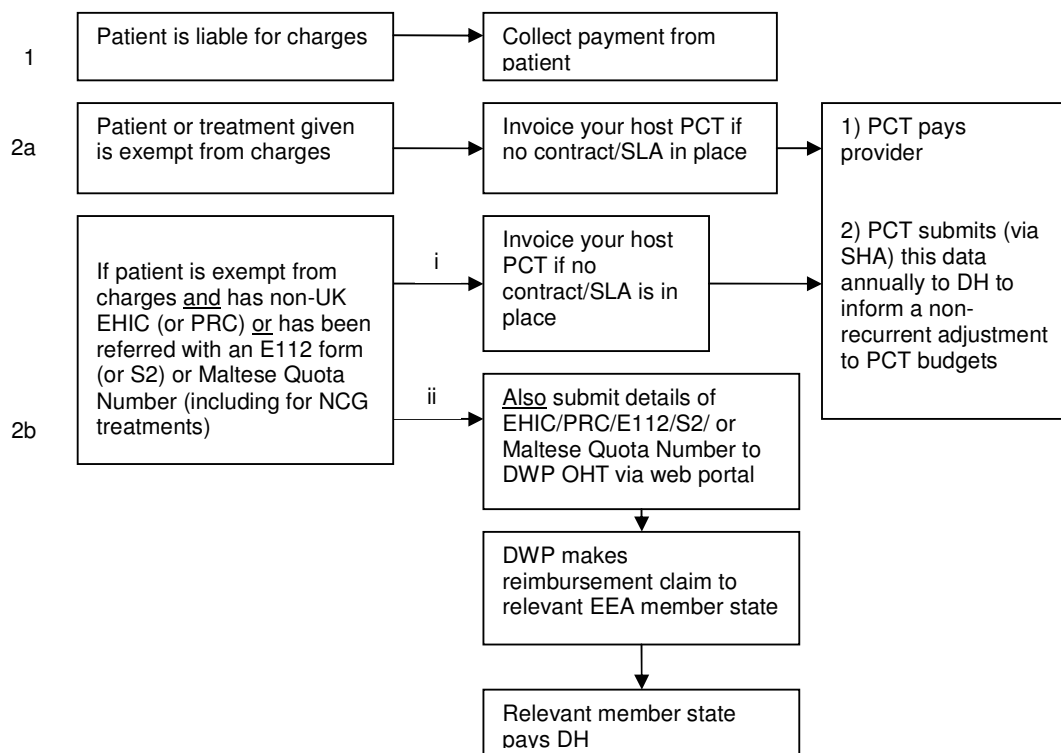 1
Patient is liable for charges
Collect payment from
patient
2a
Patient or treatment given
is exempt from charges
Invoice your host PCT if
no contract/SLA in place
1) PCT pays
provider
2) PCT submits (via
SHA) this data
annually to DH to
inform a non-
recurrent adjustment
to PCT budgets
2b
If patient is exempt from
charges and has non-UK
EHIC (or PRC) or has been
referred with an E112 form
(or S2) or Maltese Quota
Number (including for NCG
treatments)
i
Invoice your host
PCT if no
contract/SLA is in
place
ii
Also submit details of
EHIC/PRC/E112/S2/ or
Maltese Quota Number to
DWP OHT via web portal
DWP makes
reimbursement claim to
relevant EEA member state
Relevant member state
pays DH